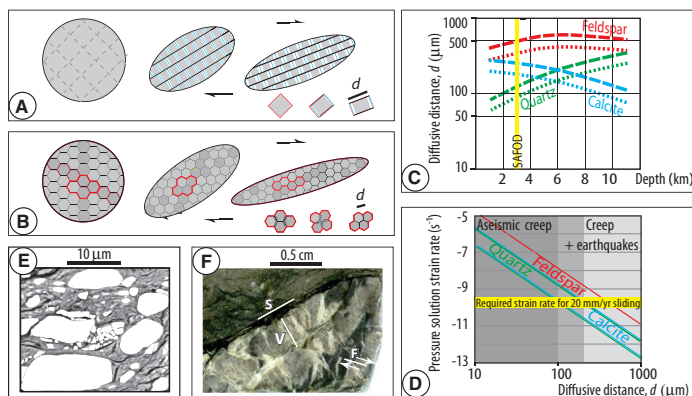 d
A
d
B
10 µm
E
0.5 cm
F
S
V
F
Diffusive distance, d (µm)
1000
500
100
50
10
Feldspar
Quartz
Calcite
SAFOD
2 4 6 8 10 Depth (km)
C
Pressure solution strain rate (s-1)
-5
-7
-9
-11
-13
Aseismic creep
Creep
+ earthquakes
Quartz
Feldspar
Required strain rate for 20 mm/yr sliding
Calcite
10 100 1000
Diffusive distance, d (µm)
D